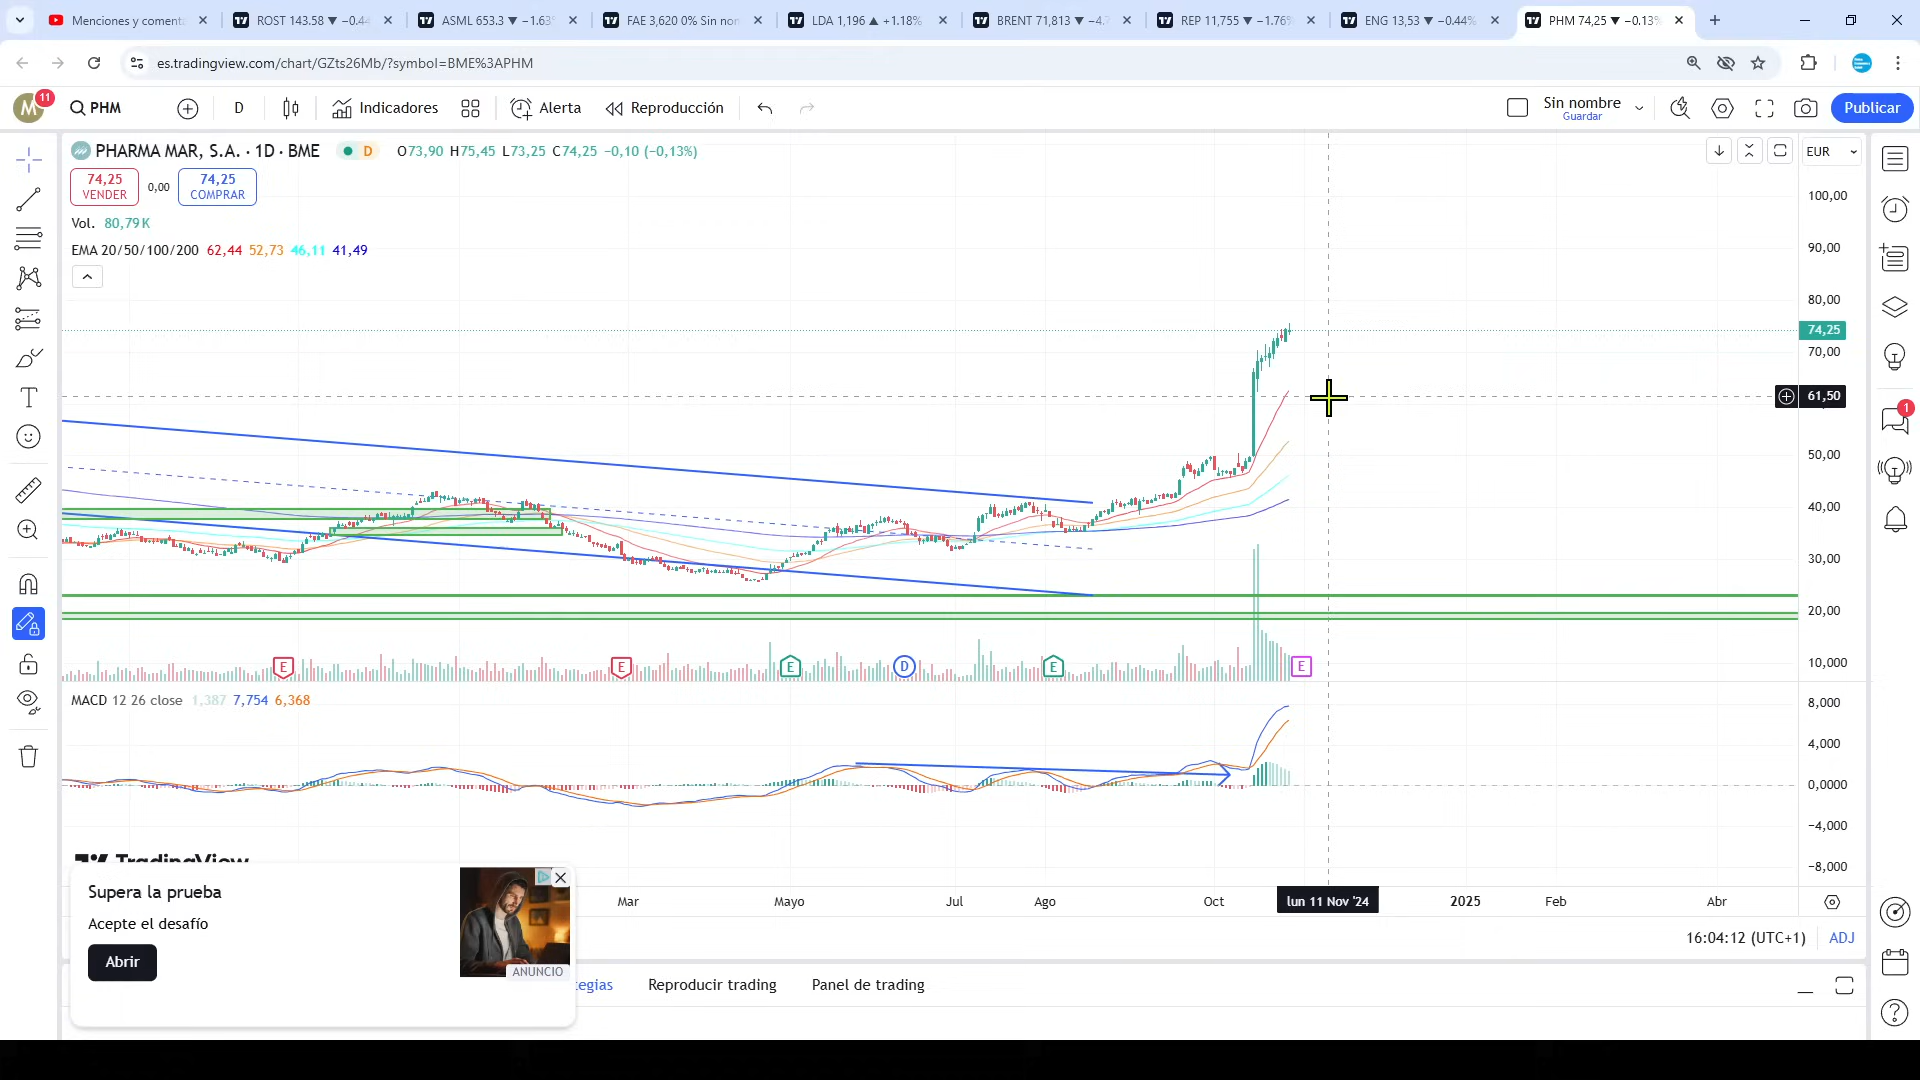 Menciones y comenta
ROST 143.58 ▼ −0.44
ASML 653.3 ▼ −1.63
FAE 3,620 0% Sin nom
LDA 1,196 ▲ +1.18%
BRENT 71,813 ▼ −4.7
REP 11,755 ▼ −1.76%
ENG 13,53 ▼ −0.44%
PHM 74,25 ▼ −0.13%
es.tradingview.com/chart/GZts26Mb/?symbol=BME%3APHM
M
11
PHM
D
Indicadores
Alerta
Reproducción
Sin nombre
Guardar
Publicar
PHARMA MAR, S.A. · 1D · BME
D
O73,90 H75,45 L73,25 C74,25 −0,10 (−0,13%)
EUR
74,25
VENDER
0,00
74,25
COMPRAR
Vol. 80,79 K
EMA 20/50/100/200 62,44 52,73 46,11 41,49
100,00
90,00
80,00
74,25
70,00
61,50
50,00
40,00
30,00
20,00
10,000
E
E
E
D
E
E
1
MACD 12 26 close 1,387 7,754 6,368
8,000
4,000
0,0000
−4,000
−8,000
TradingView
Mar
Mayo
Jul
Ago
Oct
lun 11 Nov '24
2025
Feb
Abr
16:04:12 (UTC+1)
ADJ
Supera la prueba
Acepte el desafío
Abrir
ANUNCIO
tegias
Reproducir trading
Panel de trading